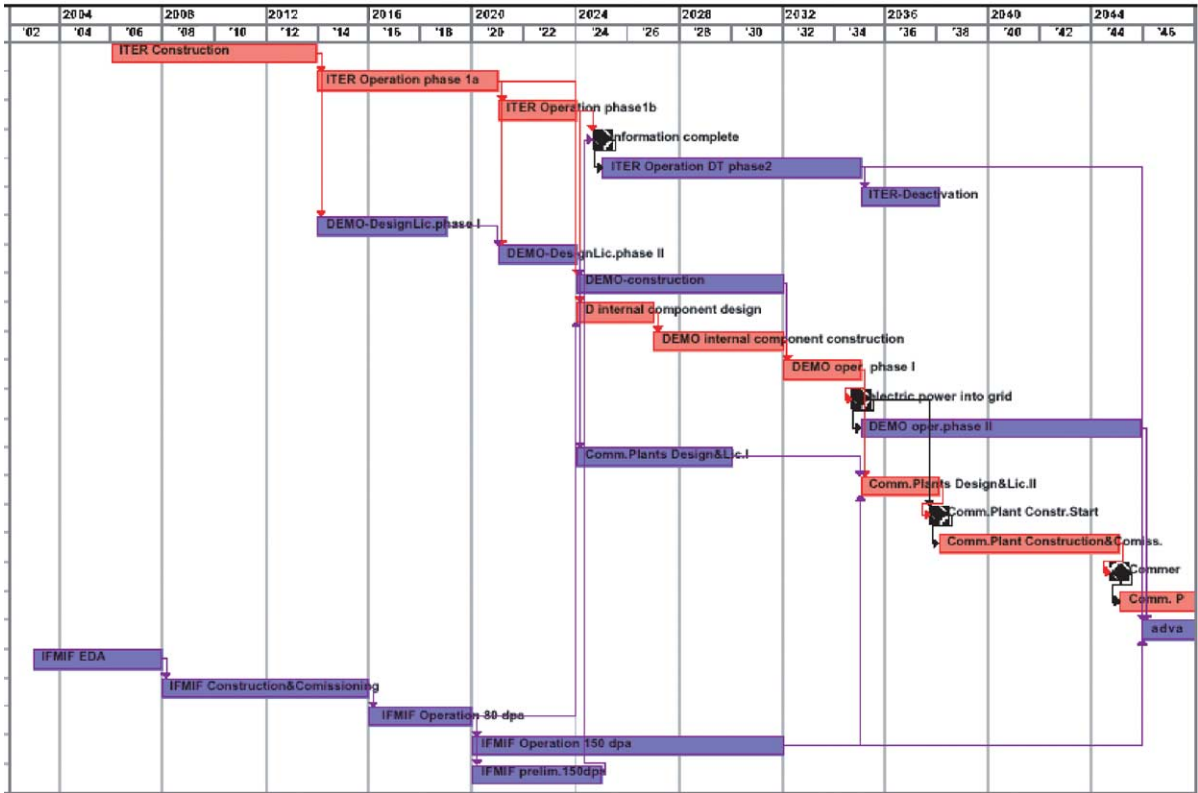 2004 2008 2012 2016 2020 2024 2028 2032 2036 2040 2044
'02 '04 '06 '08 '10 '12 '14 '16 '18 '20 '22 '24 '26 '28 '30 '32 '34 '36 '38 '40 '42 '44 '46
ITER Construction
ITER Operation phase 1a
ITER Operation phase1b
Information complete
ITER Operation DT phase2
ITER-Deactivation
DEMO-DesignLic.phase I
DEMO-DesignLic.phase II
DEMO-construction
D internal component design
DEMO internal component construction
DEMO oper. phase I
electric power into grid
DEMO oper.phase II
Comm.Plants Design&Lic.I
Comm.Plants Design&Lic.II
Comm.Plant Constr.Start
Comm.Plant Construction&Comiss.
Commer
Comm. P
adva
IFMIF EDA
IFMIF Construction&Comissioning
IFMIF Operation 80 dpa
IFMIF Operation 150 dpa
IFMIF prelim.150dpa